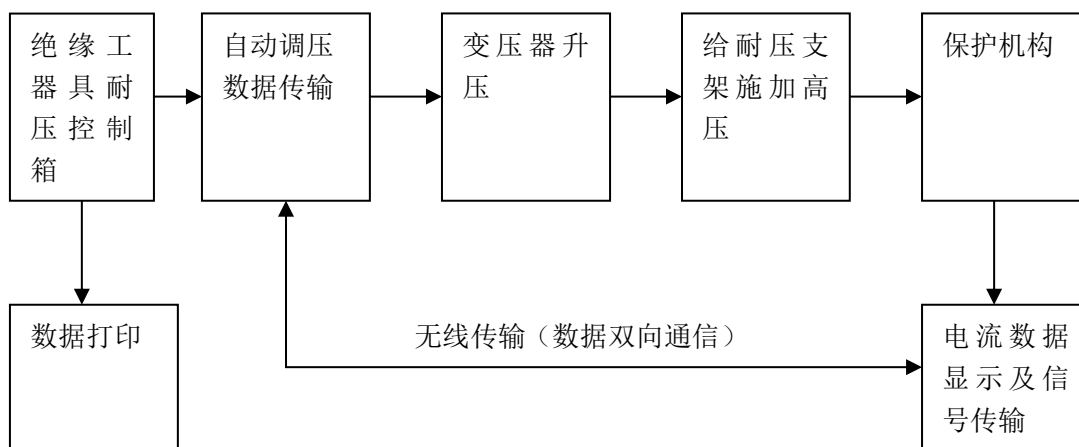 绝缘工
器具耐
压控制
箱
自动调压
数据传输
变压器升
压
给耐压支
架施加高
压
保护机构
数据打印
无线传输（数据双向通信）
电流数据
显示及信
号传输